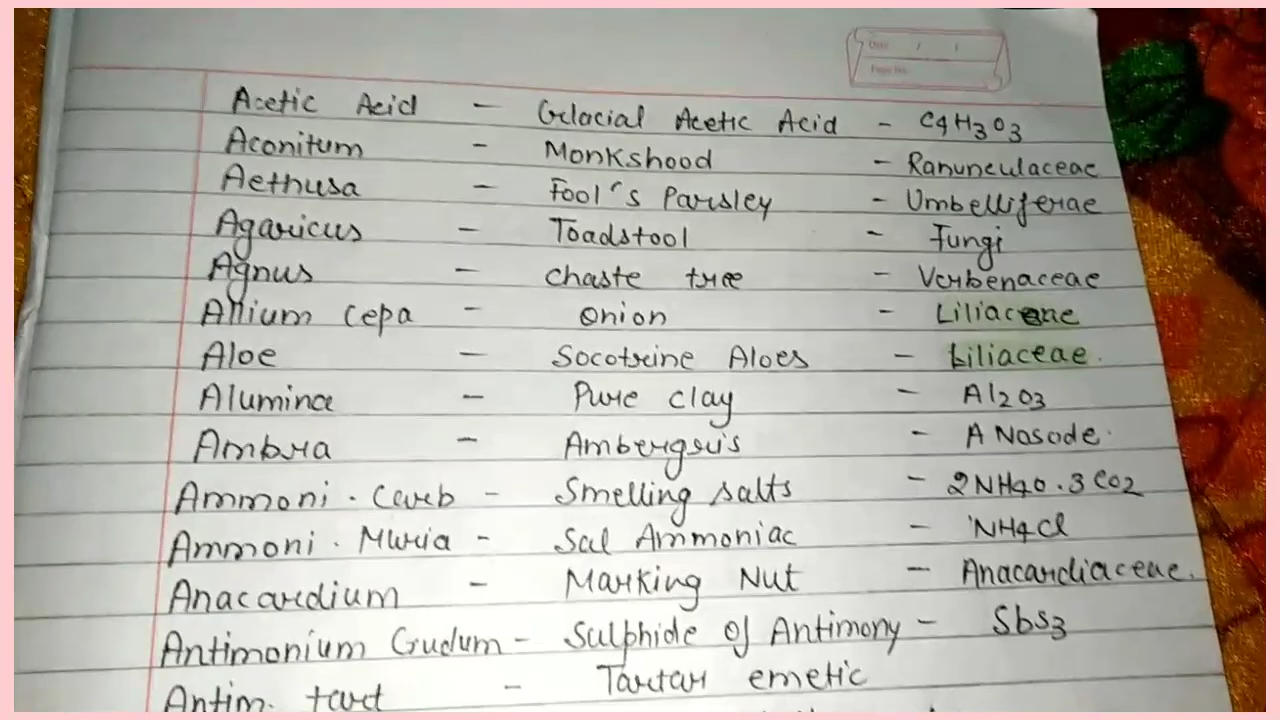 Date / /
Page No.
Acetic Acid - Glacial Acetic Acid - C4H3O3
Aconitum - Monkshood - Ranunculaceae
Aethusa - Fool's Parsley - Umbelliferae
Agaricus - Toadstool - Fungi
Agnus - Chaste tree - Verbenaceae
Allium Cepa - Onion - Liliaceae
Aloe - Socotrine Aloes - Liliaceae.
Alumina - Pure clay - Al2O3
Ambra - Ambergris - A Nosode.
Ammoni. Carb - Smelling salts - 2NH4O.3CO2
Ammoni. Muria - Sal Ammoniac - NH4Cl
Anacardium - Marking Nut - Anacardiaceae.
Antimonium Crudum - Sulphide of Antimony - SbS3
Antim. tart - Tartar emetic